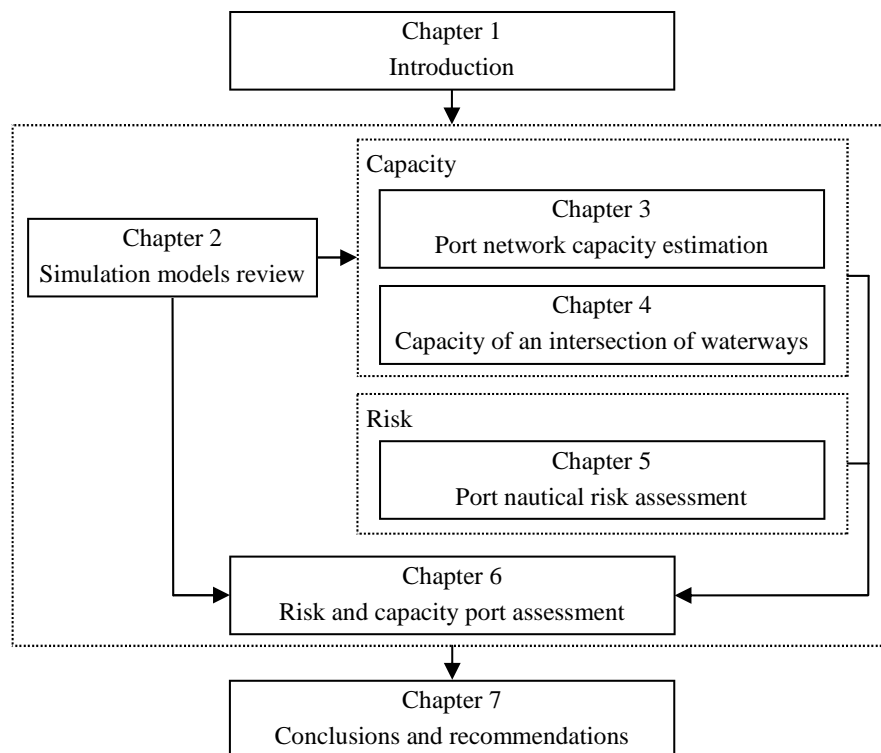 Chapter 1
Introduction
Capacity
Chapter 3
Port network capacity estimation
Chapter 2
Simulation models review
Chapter 4
Capacity of an intersection of waterways
Risk
Chapter 5
Port nautical risk assessment
Chapter 6
Risk and capacity port assessment
Chapter 7
Conclusions and recommendations